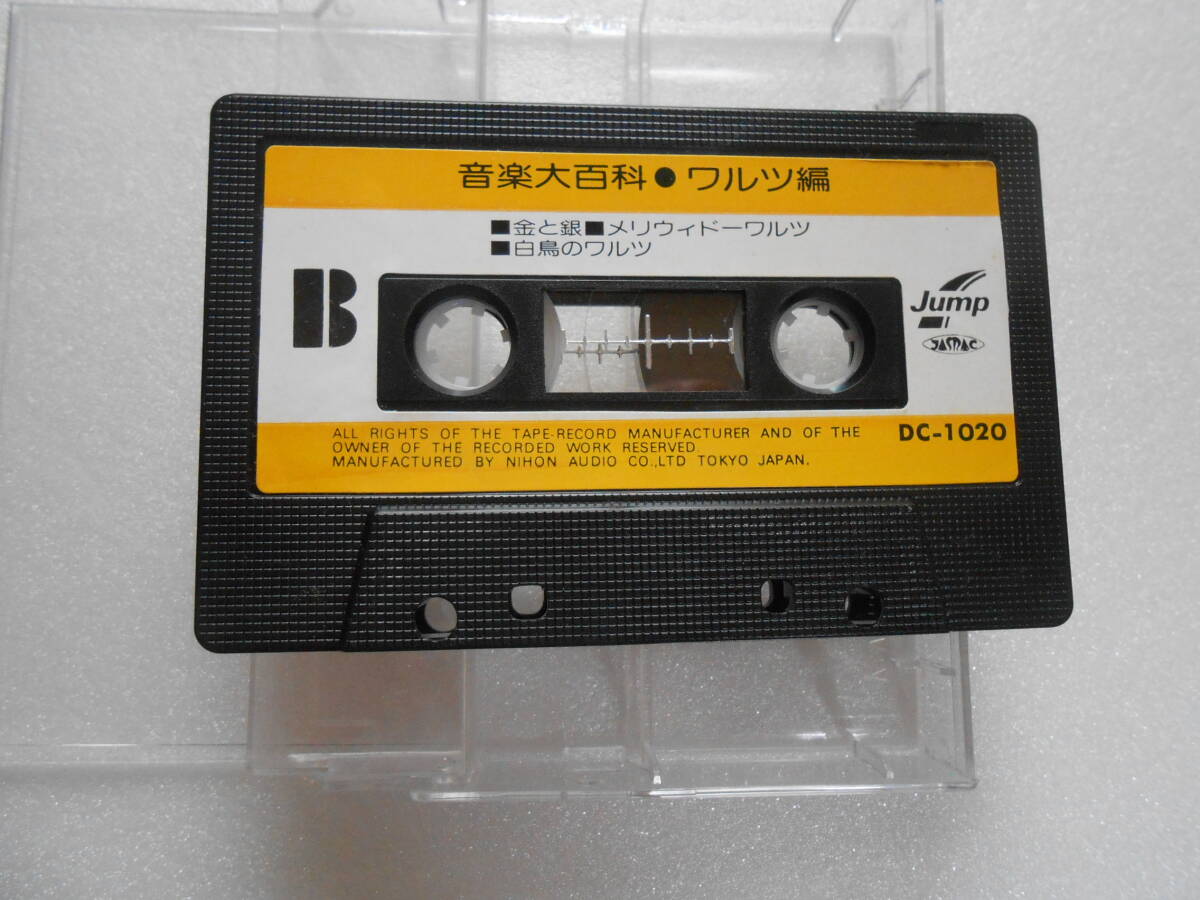 音楽大百科●ワルツ編
■金と銀■メリウィドーワルツ
■白鳥のワルツ
B
Jump
JASRAC
ALL RIGHTS OF THE TAPE-RECORD MANUFACTURER AND OF THE
OWNER OF THE RECORDED WORK RESERVED.
MANUFACTURED BY NIHON AUDIO CO.,LTD TOKYO JAPAN.
DC-1020